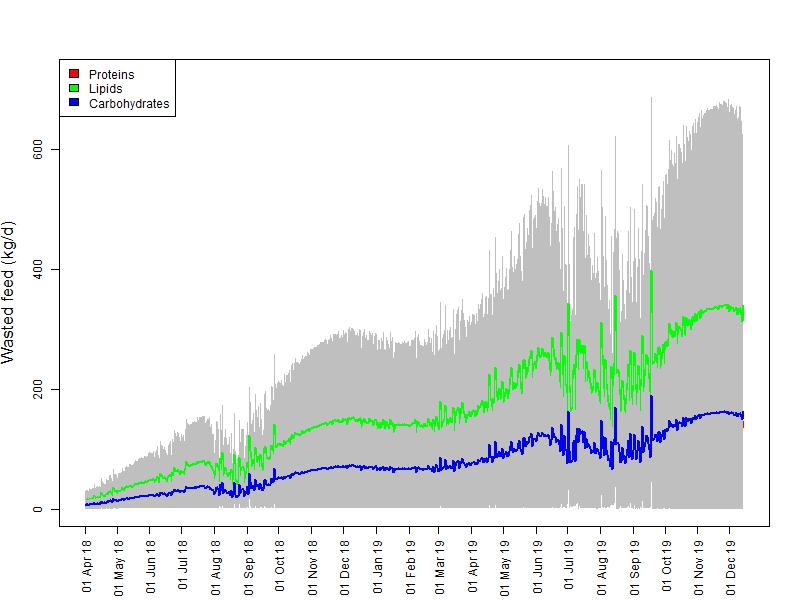 Proteins
Lipids
Carbohydrates
Wasted feed (kg/d)
600
400
200
0
01 Apr 18
01 May 18
01 Jun 18
01 Jul 18
01 Aug 18
01 Sep 18
01 Oct 18
01 Nov 18
01 Dec 18
01 Jan 19
01 Feb 19
01 Mar 19
01 Apr 19
01 May 19
01 Jun 19
01 Jul 19
01 Aug 19
01 Sep 19
01 Oct 19
01 Nov 19
01 Dec 19